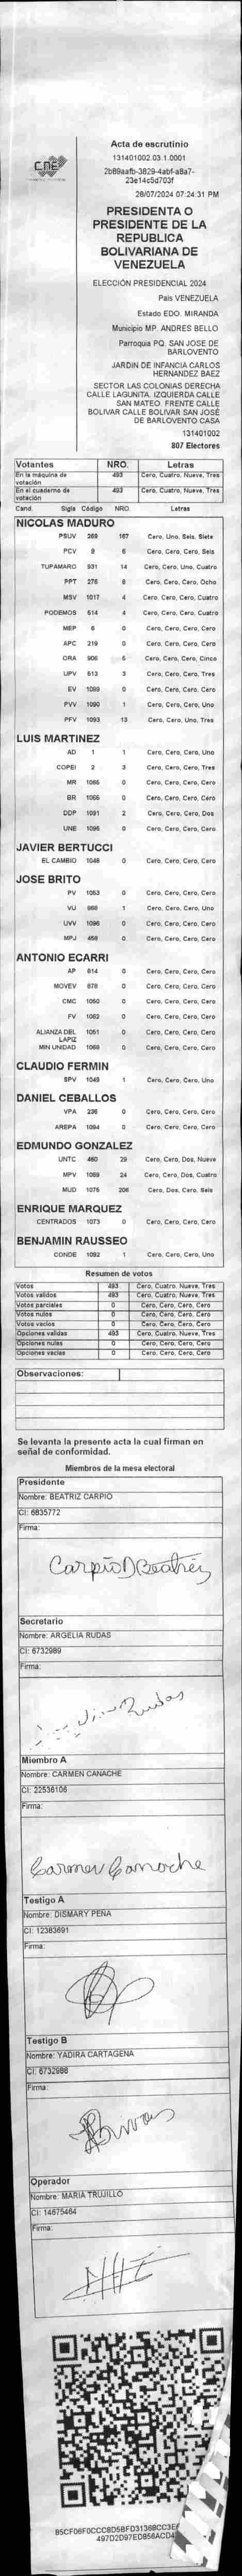 CNE
Acta de escrutinio
131401002.03.1.0001
2b89aafb-3829-4abf-a8a7-
23e14c5d703f
28/07/2024 07:24:31 PM
PRESIDENTA O
PRESIDENTE DE LA
REPUBLICA
BOLIVARIANA DE
VENEZUELA
ELECCIÓN PRESIDENCIAL 2024
País VENEZUELA
Estado EDO. MIRANDA
Municipio MP. ANDRES BELLO
Parroquia PQ. SAN JOSE DE
BARLOVENTO
JARDIN DE INFANCIA CARLOS
HERNANDEZ BAEZ
SECTOR LAS COLONIAS DERECHA
CALLE LAGUNITA. IZQUIERDA CALLE
SAN MATEO. FRENTE CALLE
BOLIVAR CALLE BOLIVAR SAN JOSÉ
DE BARLOVENTO CASA
131401002
807 Electores
Votantes NRO. Letras
En la máquina de votación 493 Cero, Cuatro, Nueve, Tres
En el cuaderno de votación 493 Cero, Cuatro, Nueve, Tres
Cand. Sigla Código NRO. Letras
NICOLAS MADURO
PSUV 269 167 Cero, Uno, Seis, Siete
PCV 9 6 Cero, Cero, Cero, Seis
TUPAMARO 931 14 Cero, Cero, Uno, Cuatro
PPT 276 8 Cero, Cero, Cero, Ocho
MSV 1017 4 Cero, Cero, Cero, Cuatro
PODEMOS 514 4 Cero, Cero, Cero, Cuatro
MEP 6 0 Cero, Cero, Cero, Cero
APC 219 0 Cero, Cero, Cero, Cero
ORA 906 5 Cero, Cero, Cero, Cinco
UPV 613 3 Cero, Cero, Cero, Tres
EV 1089 0 Cero, Cero, Cero, Cero
PVV 1090 1 Cero, Cero, Cero, Uno
PFV 1093 13 Cero, Cero, Uno, Tres
LUIS MARTINEZ
AD 1 1 Cero, Cero, Cero, Uno
COPEI 2 3 Cero, Cero, Cero, Tres
MR 1065 0 Cero, Cero, Cero, Cero
BR 1066 0 Cero, Cero, Cero, Cero
DDP 1091 2 Cero, Cero, Cero, Dos
UNE 1095 0 Cero, Cero, Cero, Cero
JAVIER BERTUCCI
EL CAMBIO 1048 0 Cero, Cero, Cero, Cero
JOSE BRITO
PV 1053 0 Cero, Cero, Cero, Cero
VU 968 1 Cero, Cero, Cero, Uno
UVV 1096 0 Cero, Cero, Cero, Cero
MPJ 458 0 Cero, Cero, Cero, Cero
ANTONIO ECARRI
AP 614 0 Cero, Cero, Cero, Cero
MOVEV 878 0 Cero, Cero, Cero, Cero
CMC 1050 0 Cero, Cero, Cero, Cero
FV 1082 0 Cero, Cero, Cero, Cero
ALIANZA DEL LAPIZ 1051 0 Cero, Cero, Cero, Cero
MIN UNIDAD 1069 0 Cero, Cero, Cero, Cero
CLAUDIO FERMIN
SPV 1049 1 Cero, Cero, Cero, Uno
DANIEL CEBALLOS
VPA 236 0 Cero, Cero, Cero, Cero
AREPA 1094 0 Cero, Cero, Cero, Cero
EDMUNDO GONZALEZ
UNTC 460 29 Cero, Cero, Dos, Nueve
MPV 1059 24 Cero, Cero, Dos, Cuatro
MUD 1075 206 Cero, Dos, Cero, Seis
ENRIQUE MARQUEZ
CENTRADOS 1073 0 Cero, Cero, Cero, Cero
BENJAMIN RAUSSEO
CONDE 1092 1 Cero, Cero, Cero, Uno
Resumen de votos
Votos 493 Cero, Cuatro, Nueve, Tres
Votos validos 493 Cero, Cuatro, Nueve, Tres
Votos parciales 0 Cero, Cero, Cero, Cero
Votos nulos 0 Cero, Cero, Cero, Cero
Votos vacios 0 Cero, Cero, Cero, Cero
Opciones validas 493 Cero, Cuatro, Nueve, Tres
Opciones nulas 0 Cero, Cero, Cero, Cero
Opciones vacias 0 Cero, Cero, Cero, Cero
Observaciones:
Se levanta la presente acta la cual firman en
señal de conformidad.
Miembros de la mesa electoral
Presidente
Nombre: BEATRIZ CARPIO
CI: 6835772
Firma:
Carpio D Beatriz
Secretario
Nombre: ARGELIA RUDAS
CI: 6732989
Firma:
Rudas
Miembro A
Nombre: CARMEN CANACHE
CI: 22536106
Firma:
Carmen Canache
Testigo A
Nombre: DISMARY PEÑA
CI: 12383691
Firma:
Testigo B
Nombre: YADIRA CARTAGENA
CI: 6732986
Firma:
Operador
Nombre: MARIA TRUJILLO
CI: 14675464
Firma: